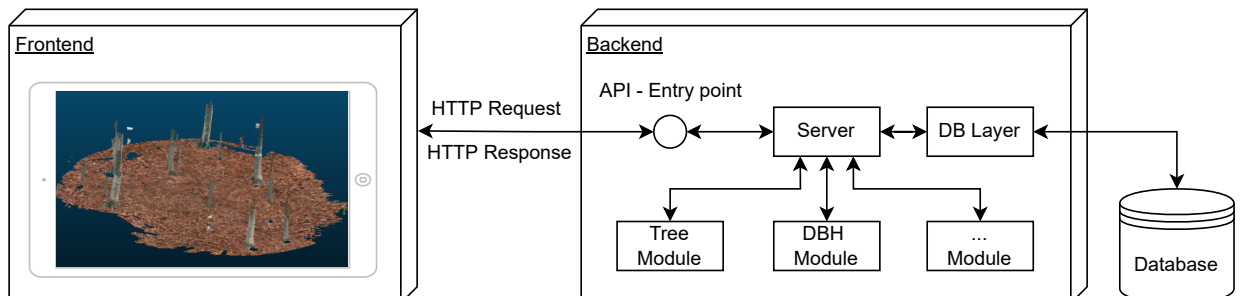 Frontend
Backend
API - Entry point
HTTP Request
HTTP Response
Server
DB Layer
Tree
Module
DBH
Module
...
Module
Database